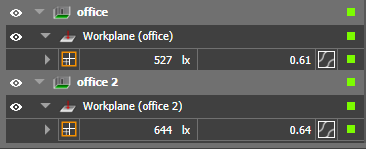 office
Workplane (office)
527 lx 0.61
office 2
Workplane (office 2)
644 lx 0.64